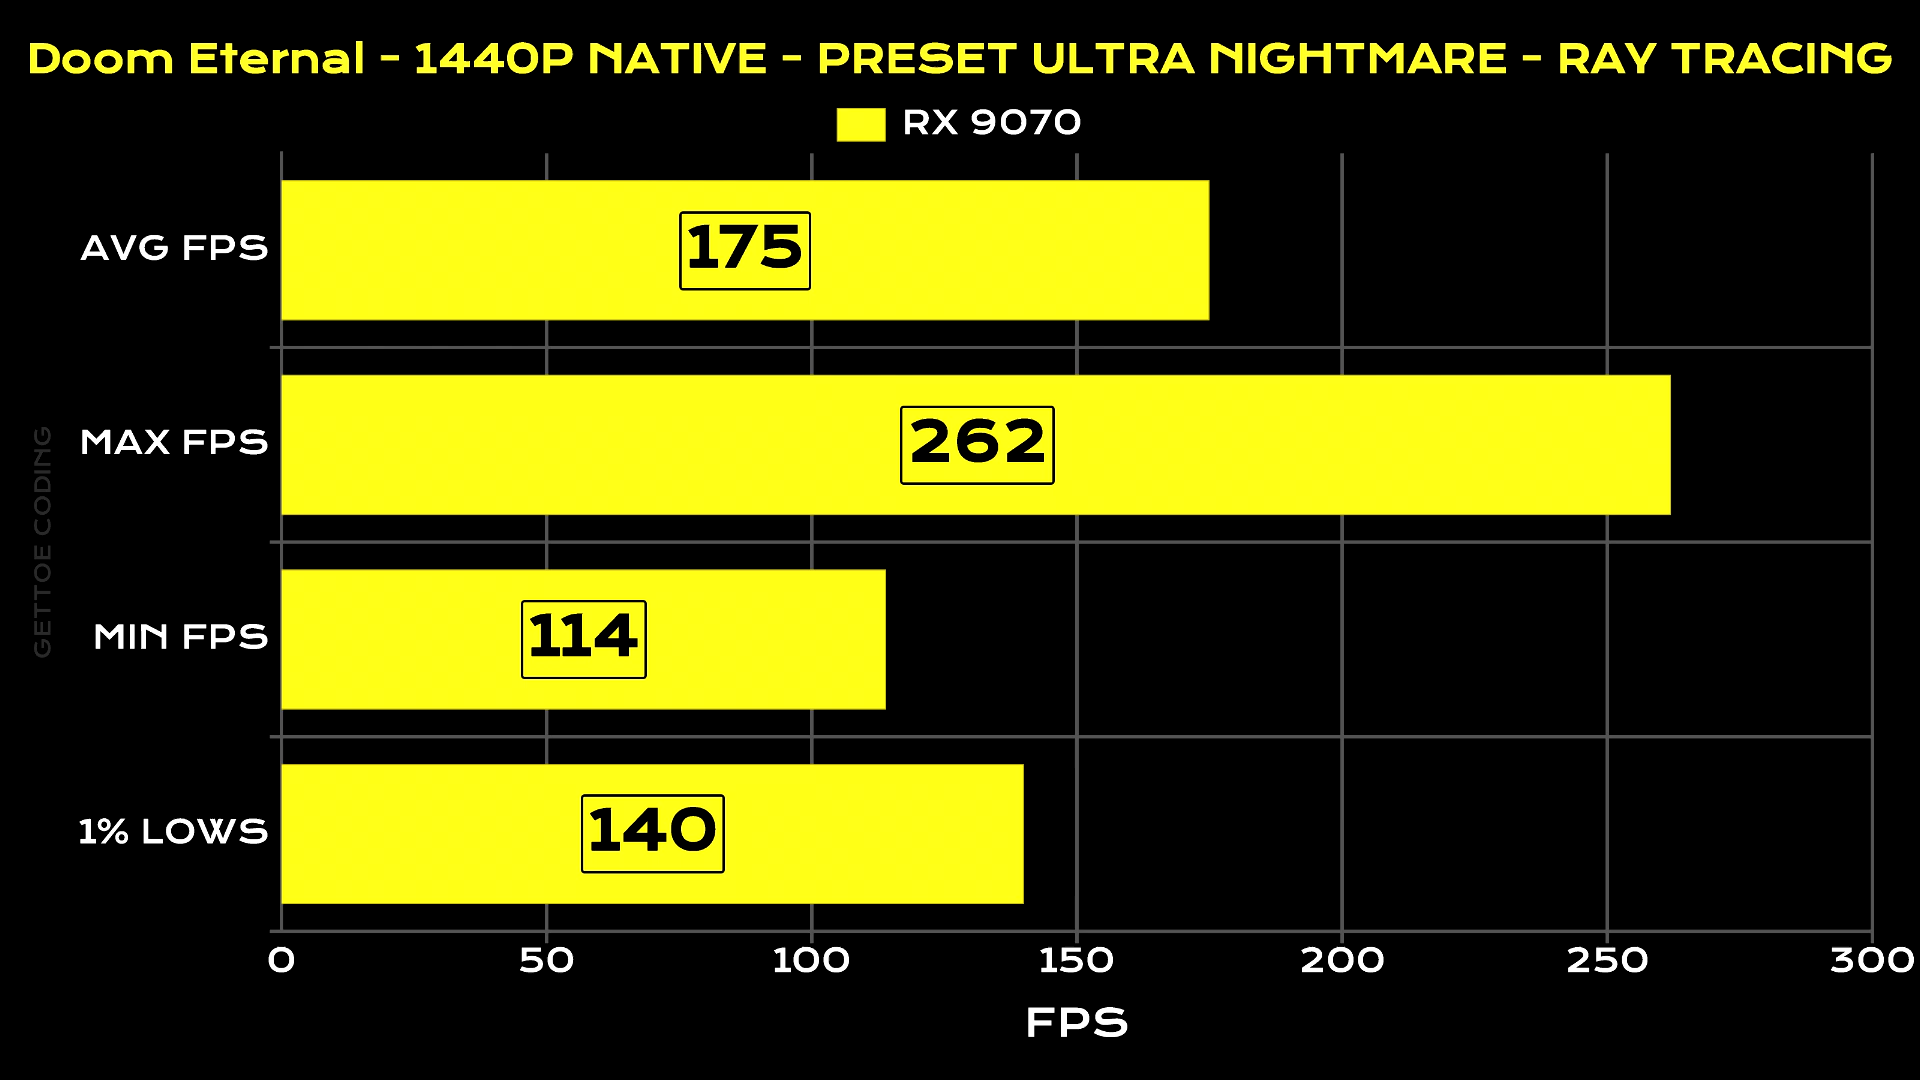 Doom Eternal - 1440P NATIVE - PRESET ULTRA NIGHTMARE - RAY TRACING
RX 9070
AVG FPS
175
MAX FPS
262
MIN FPS
114
1% LOWS
140
0 50 100 150 200 250 300
FPS
GETTOE CODING